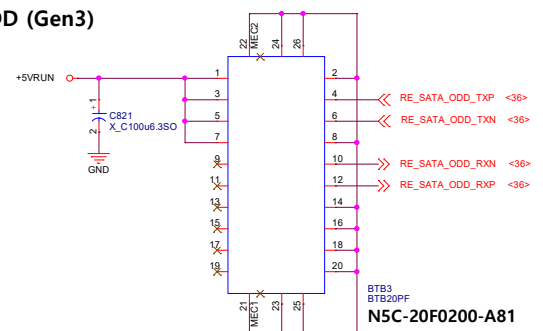 DD (Gen3)
22
MEC2
24
26
+5VRUN
1
2
3
4
RE_SATA_ODD_TXP <36>
1
+
C821
X_C100u6.3SO
2
5
6
RE_SATA_ODD_TXN <36>
7
8
GND
9
10
RE_SATA_ODD_RXN <36>
11
12
RE_SATA_ODD_RXP <36>
13
14
15
16
17
18
19
20
BTB3
BTB20PF
N5C-20F0200-A81
21
MEC1
23
25